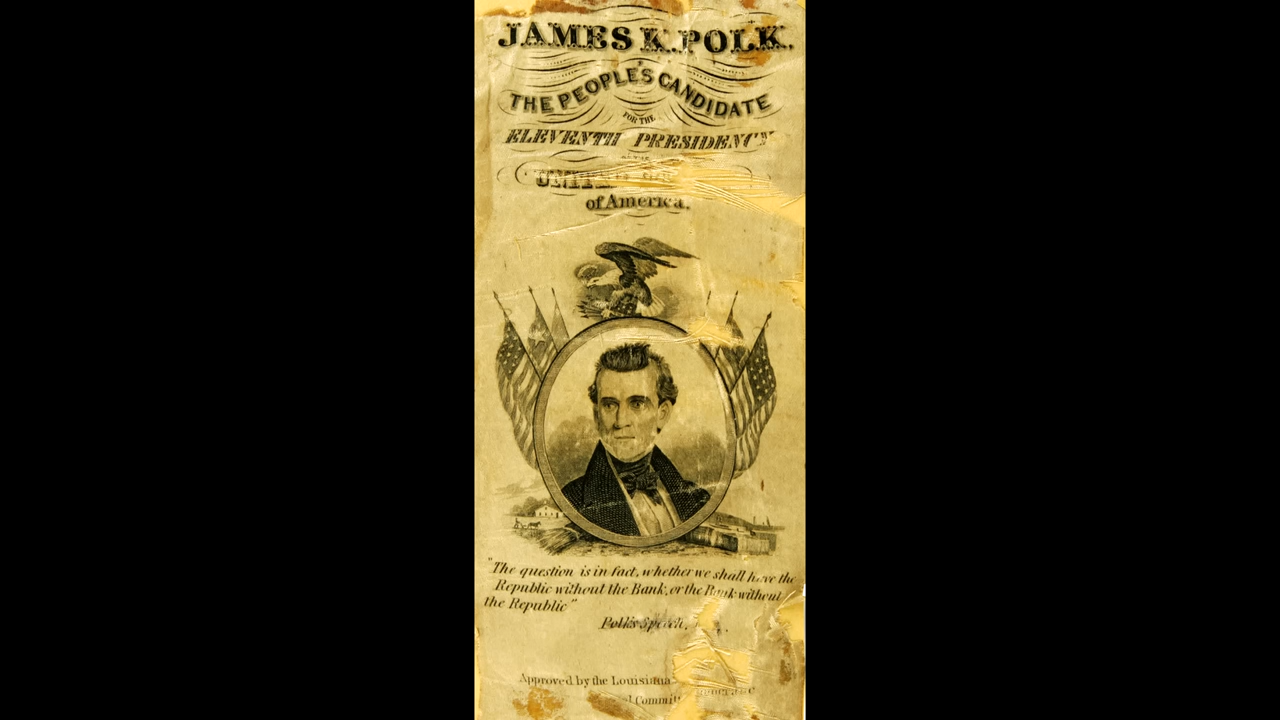 JAMES K. POLK.
THE PEOPLE'S CANDIDATE
FOR THE
ELEVENTH PRESIDENCY
of America.
"The question is in fact, whether we shall have the
Republic without the Bank, or the Bank without
the Republic"
Polk's Speech,
Approved by the Louisiana